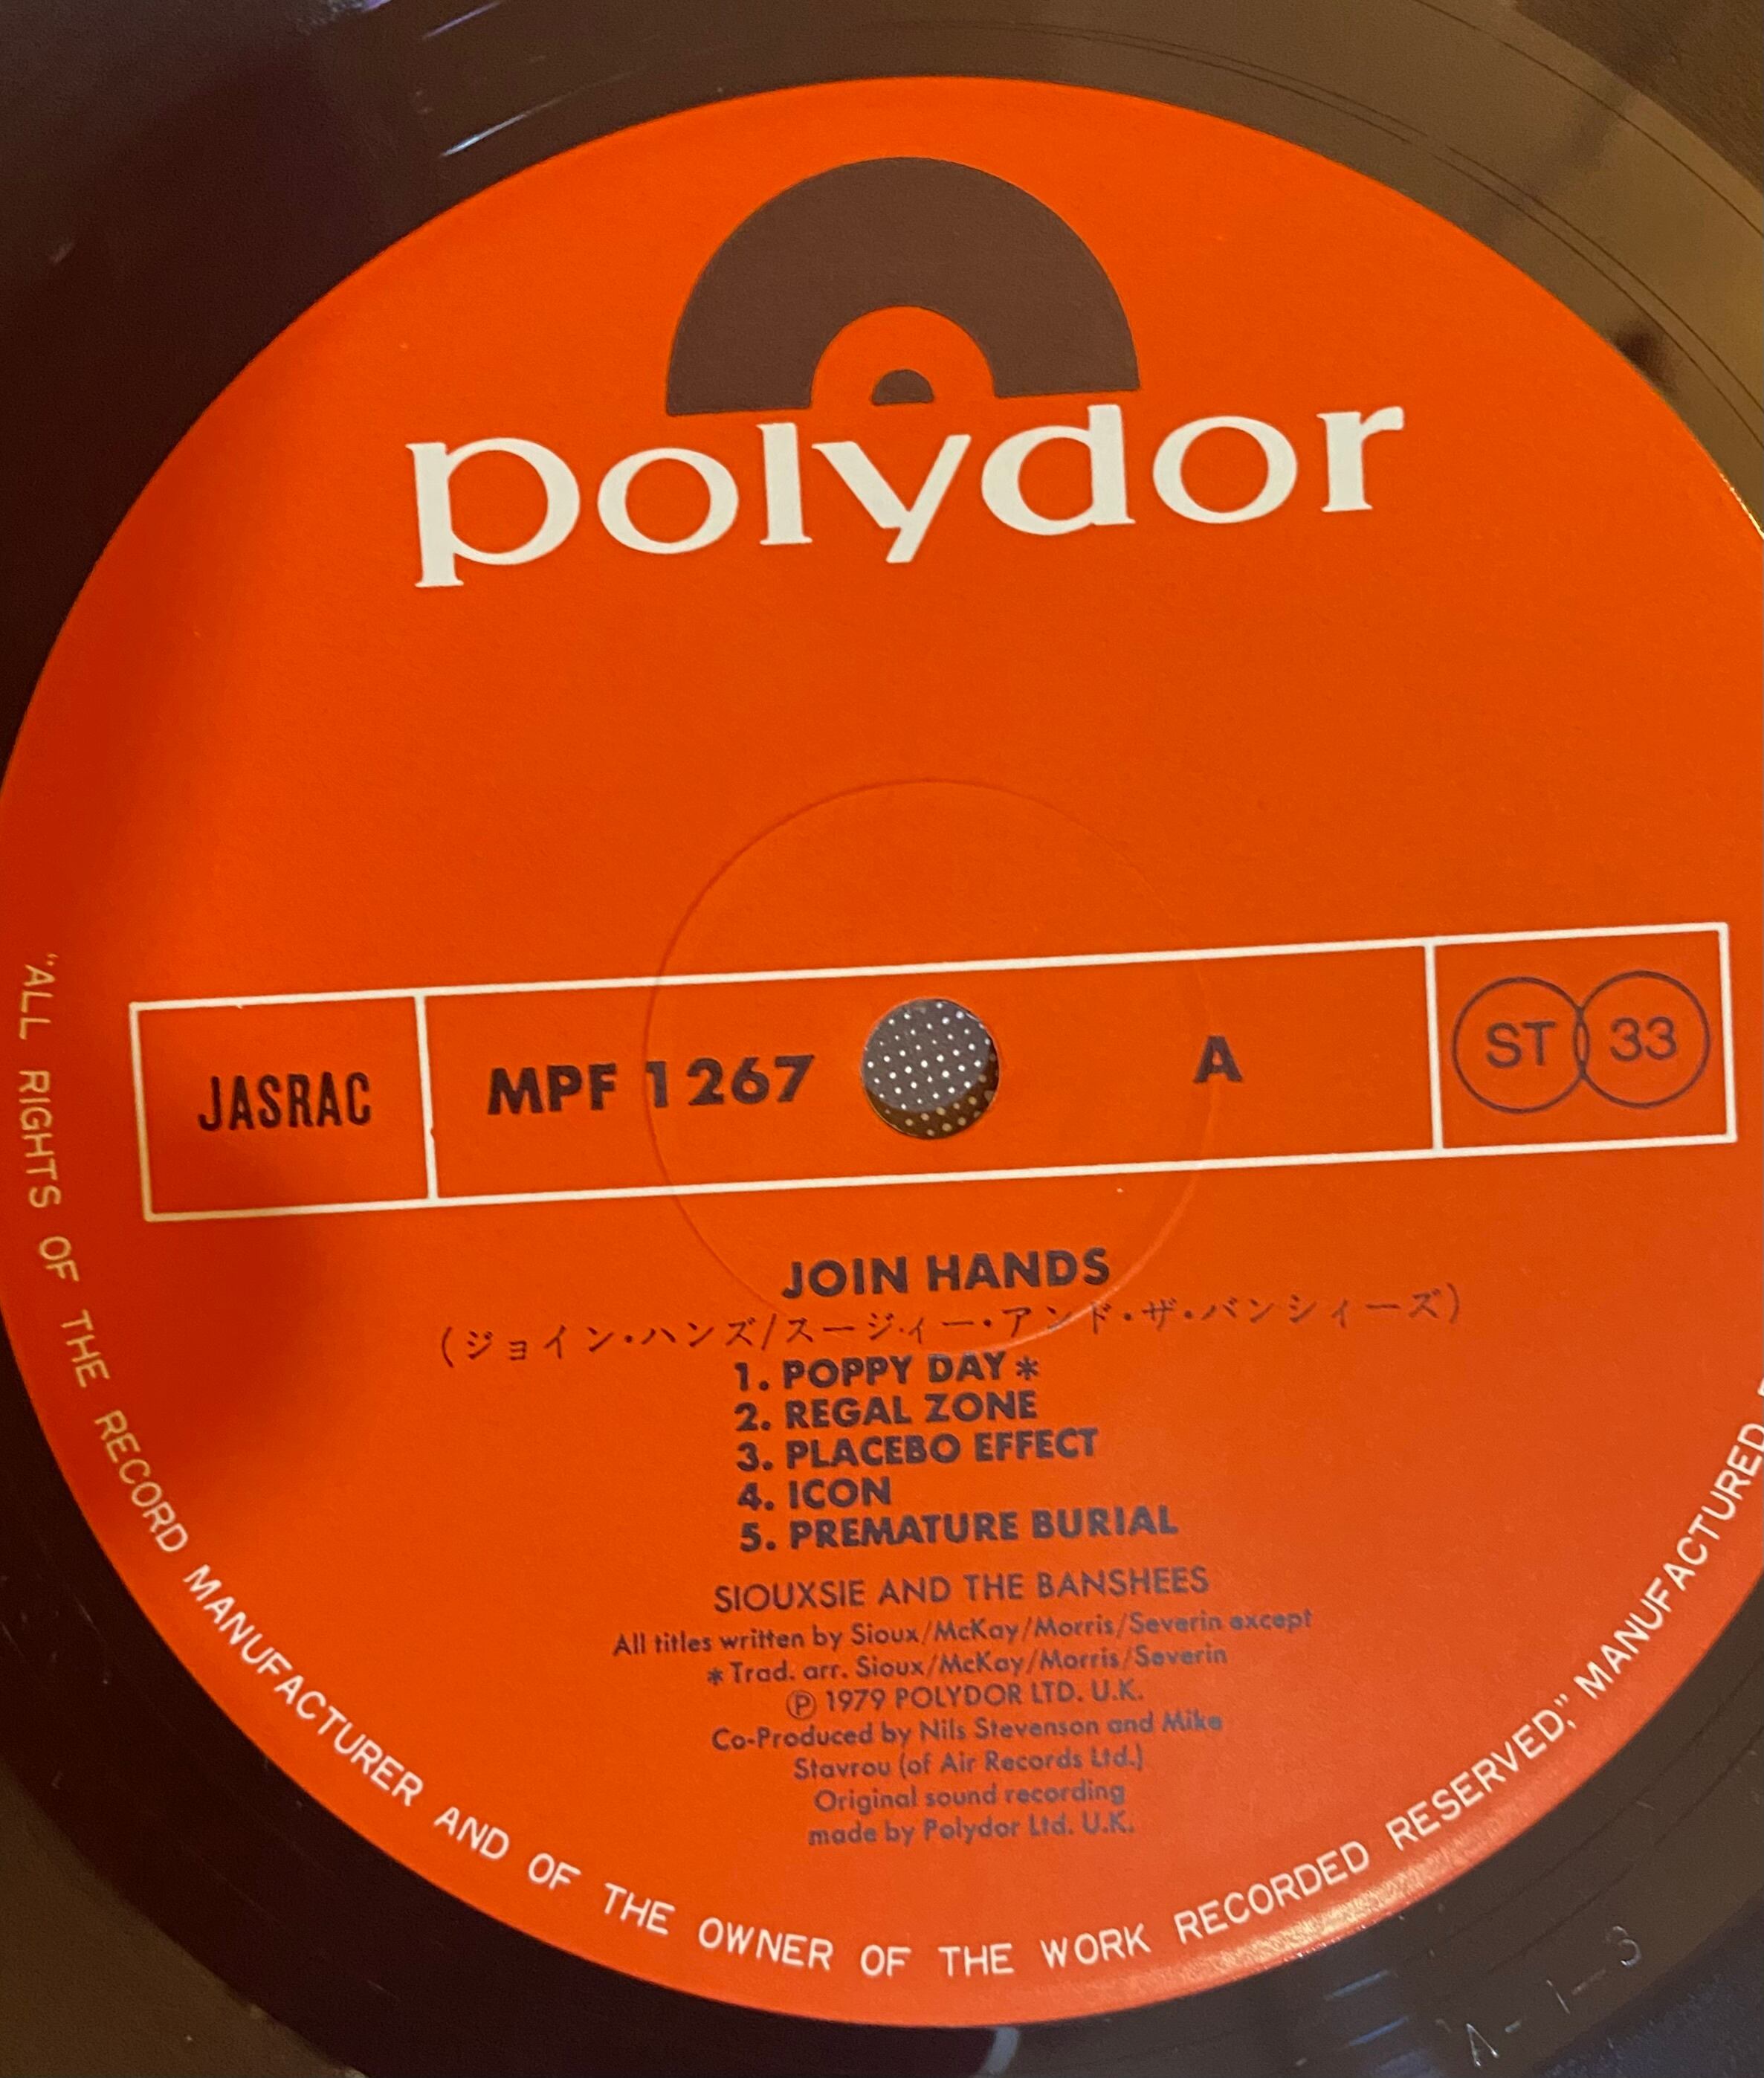 polydor
JASRAC MPF 1267 A ST 33
JOIN HANDS
(ジョイン・ハンズ/スージィー・アンド・ザ・バンシィーズ)
1. POPPY DAY*
2. REGAL ZONE
3. PLACEBO EFFECT
4. ICON
5. PREMATURE BURIAL
SIOUXSIE AND THE BANSHEES
All titles written by Sioux/McKay/Morris/Severin except
*Trad. arr. Sioux/McKay/Morris/Severin
Ⓟ 1979 POLYDOR LTD. U.K.
Co-Produced by Nils Stevenson and Mike
Stavrou (of Air Records Ltd.)
Original sound recording
made by Polydor Ltd. U.K.
"ALL RIGHTS OF THE RECORD MANUFACTURER AND OF THE OWNER OF THE WORK RECORDED RESERVED;" MANUFACTURED
A-1-3